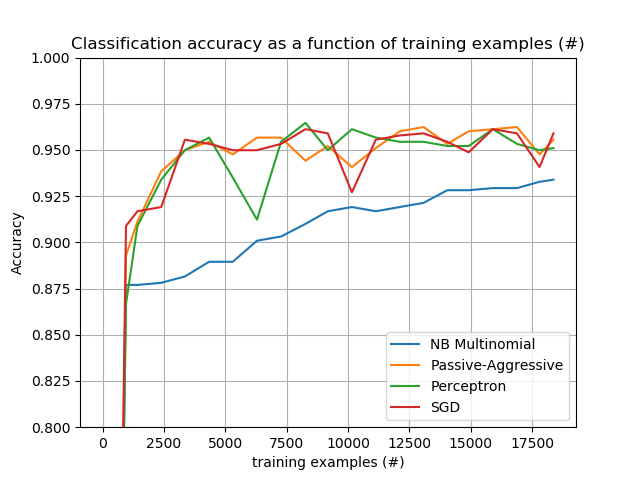 Classification accuracy as a function of training examples (#)
1.000
0.975
0.950
0.925
0.900
0.875
0.850
0.825
0.800
Accuracy
0 2500 5000 7500 10000 12500 15000 17500
training examples (#)
NB Multinomial
Passive-Aggressive
Perceptron
SGD